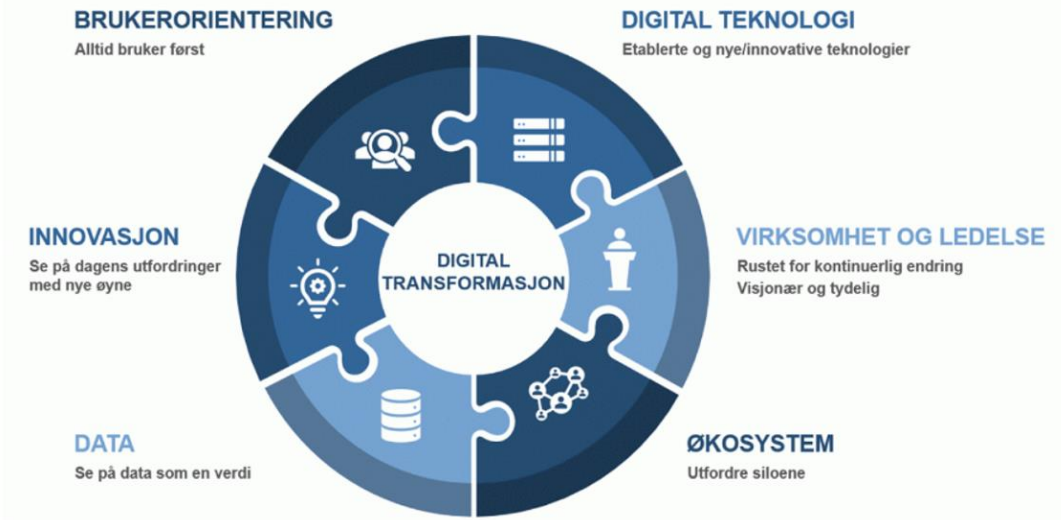 BRUKERORIENTERING
Alltid bruker først
DIGITAL TEKNOLOGI
Etablerte og nye/innovative teknologier
INNOVASJON
Se på dagens utfordringer
med nye øyne
DIGITAL
TRANSFORMASJON
VIRKSOMHET OG LEDELSE
Rustet for kontinuerlig endring
Visjonær og tydelig
DATA
Se på data som en verdi
ØKOSYSTEM
Utfordre siloene